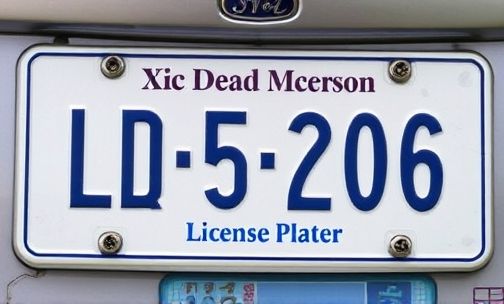 Xic Dead Mcerson
LD·5·206
License Plater